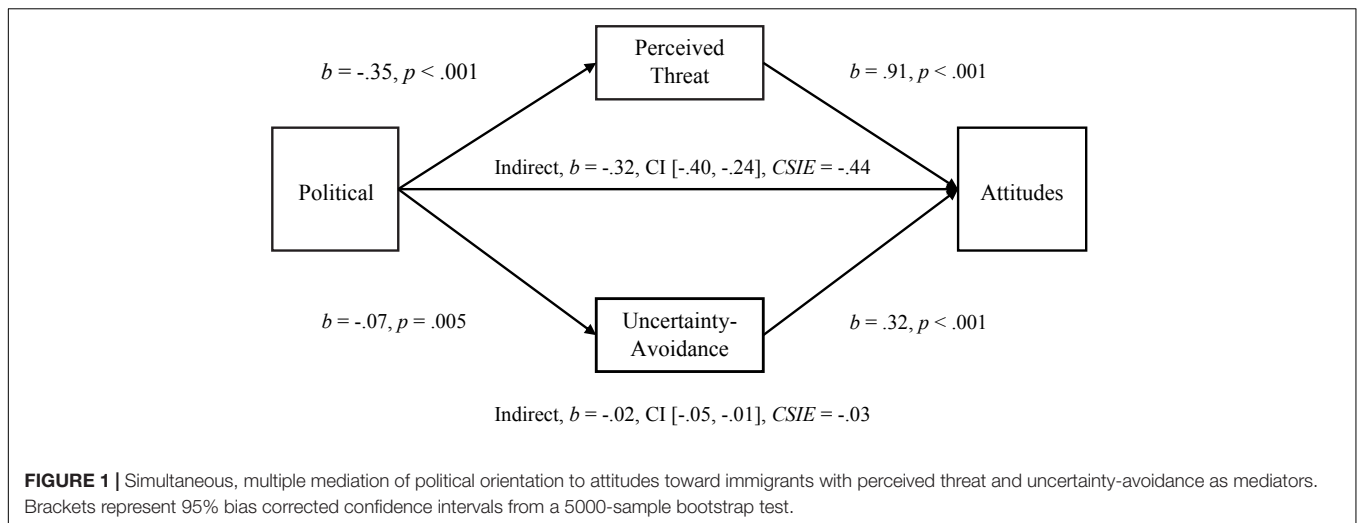 Perceived
Threat
b = -.35, p < .001
b = .91, p < .001
Indirect, b = -.32, CI [-.40, -.24], CSIE = -.44
Political
Attitudes
b = -.07, p = .005
Uncertainty-
Avoidance
b = .32, p < .001
Indirect, b = -.02, CI [-.05, -.01], CSIE = -.03
FIGURE 1 | Simultaneous, multiple mediation of political orientation to attitudes toward immigrants with perceived threat and uncertainty-avoidance as mediators.
Brackets represent 95% bias corrected confidence intervals from a 5000-sample bootstrap test.